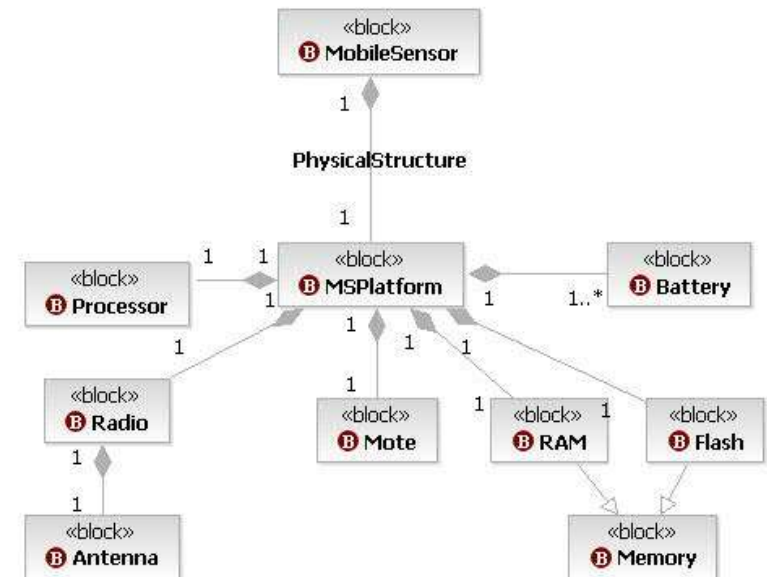 «block»
B MobileSensor
1
PhysicalStructure
1
1 1
«block»
B MSPlatform
«block»
B Processor
«block»
B Battery
1
1
1..*
1
1
1
1
1
«block»
B Radio
1
«block»
B Mote
1
«block»
B RAM
1
«block»
B Flash
1
1
«block»
B Antenna
«block»
B Memory